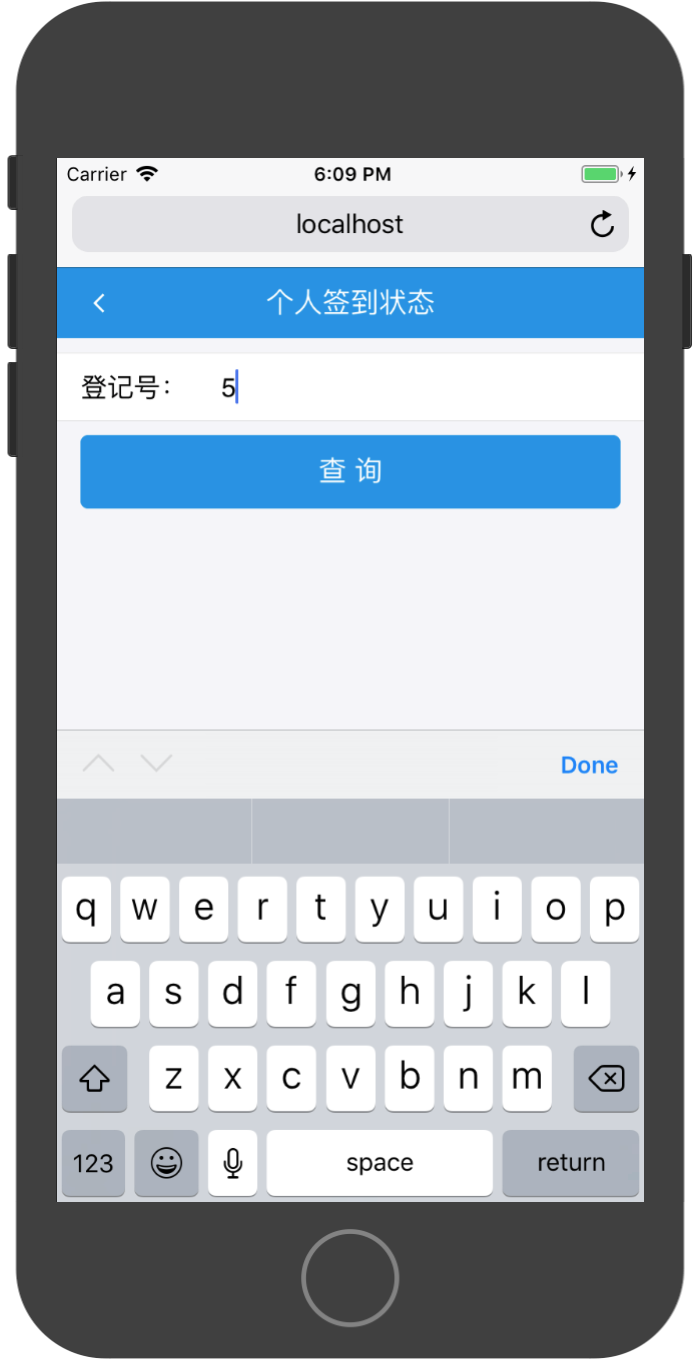 Carrier 6:09 PM
localhost
个人签到状态
登记号： 5
查 询
Done
q w e r t y u i o p
a s d f g h j k l
z x c v b n m
123 space return